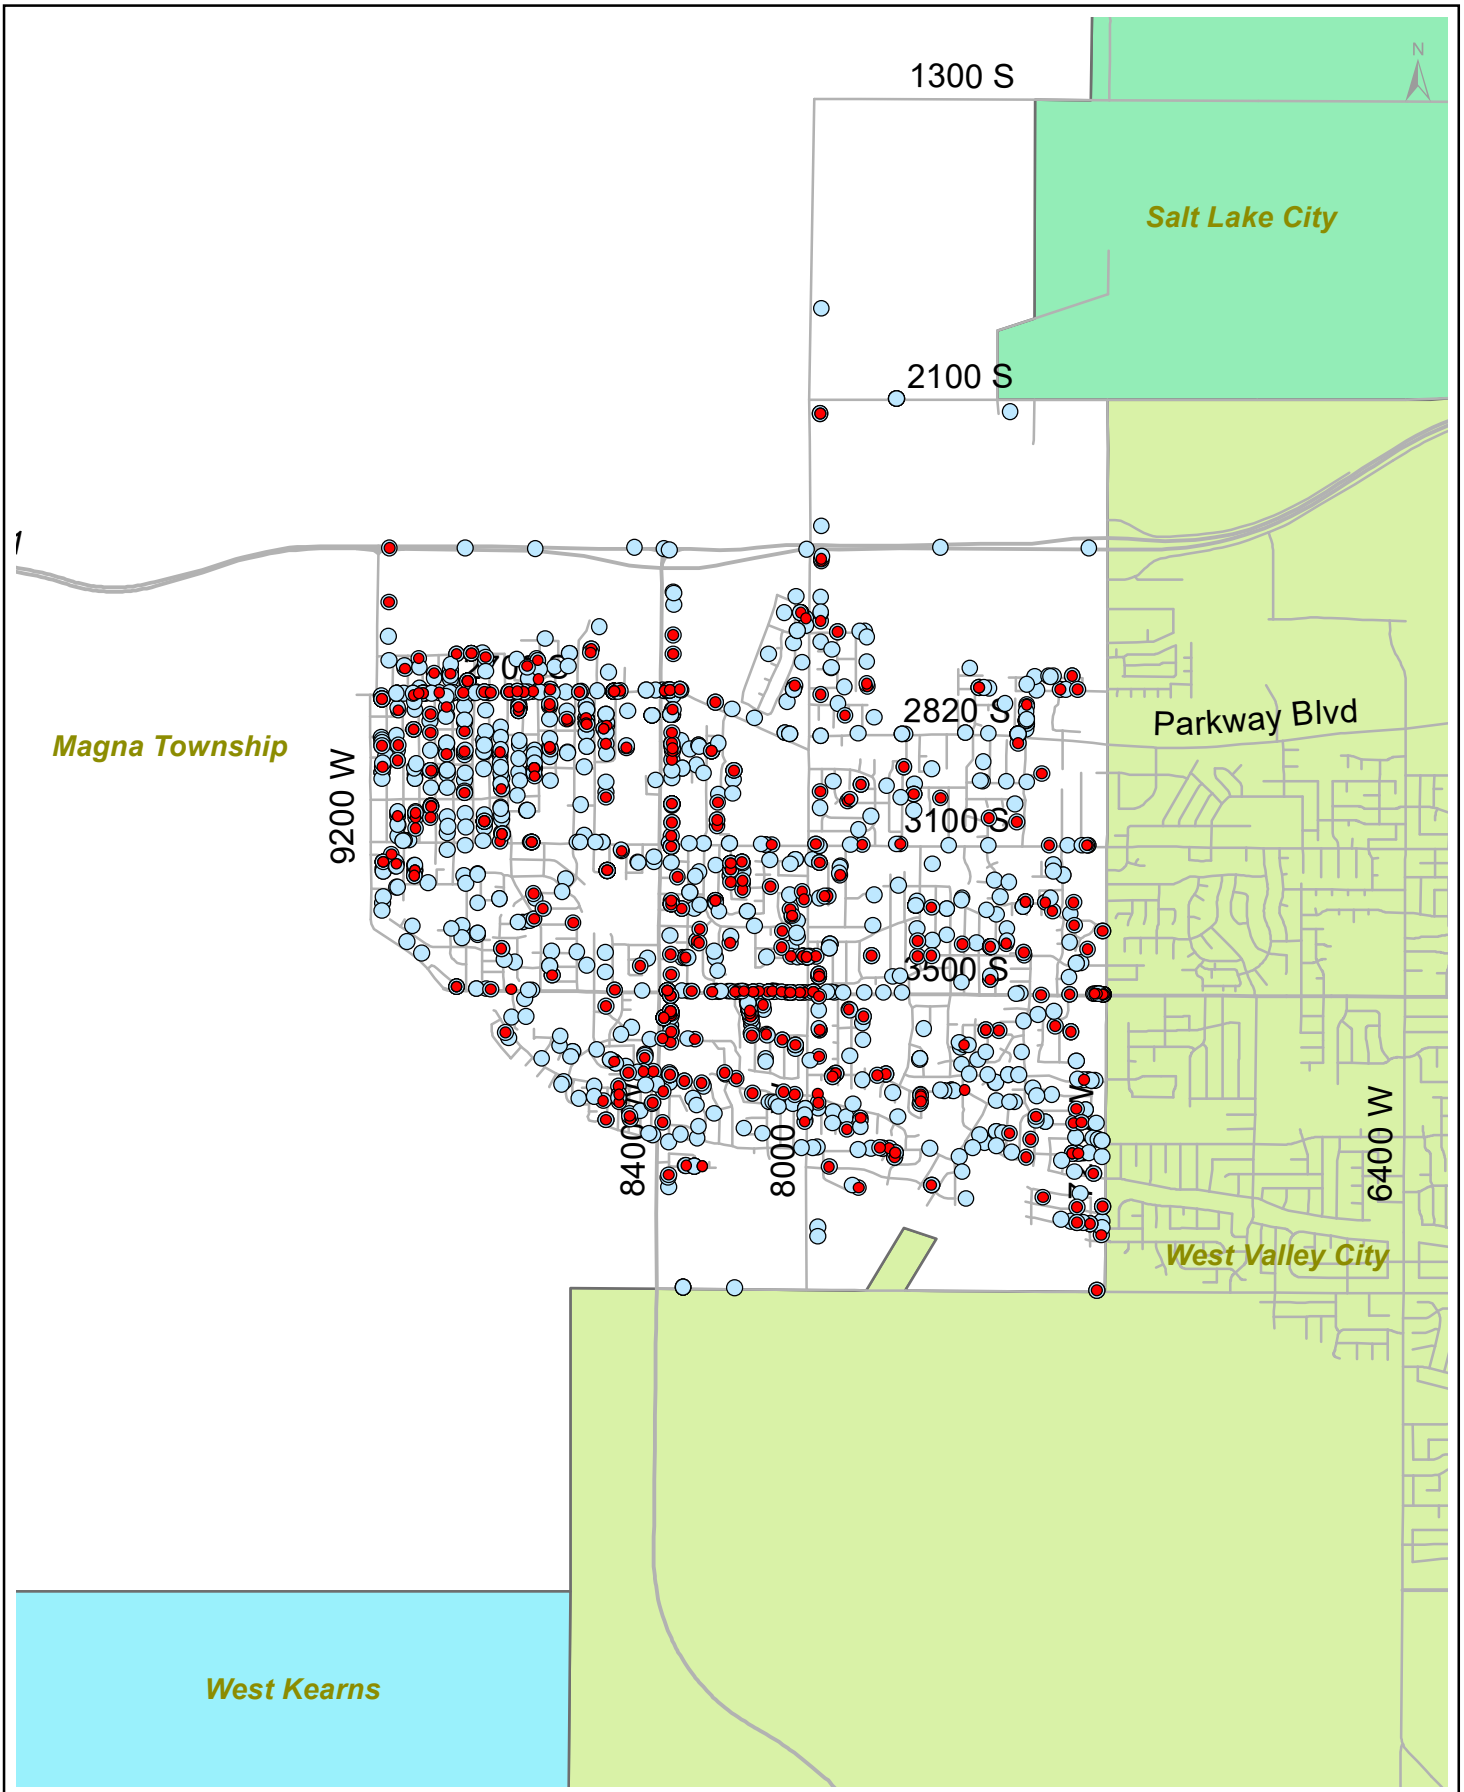 1300 S
N
Salt Lake City
2100 S
2820 S
Parkway Blvd
Magna Township
9200 W
3100 S
3500 S
8400 W
8000
6400 W
West Valley City
West Kearns